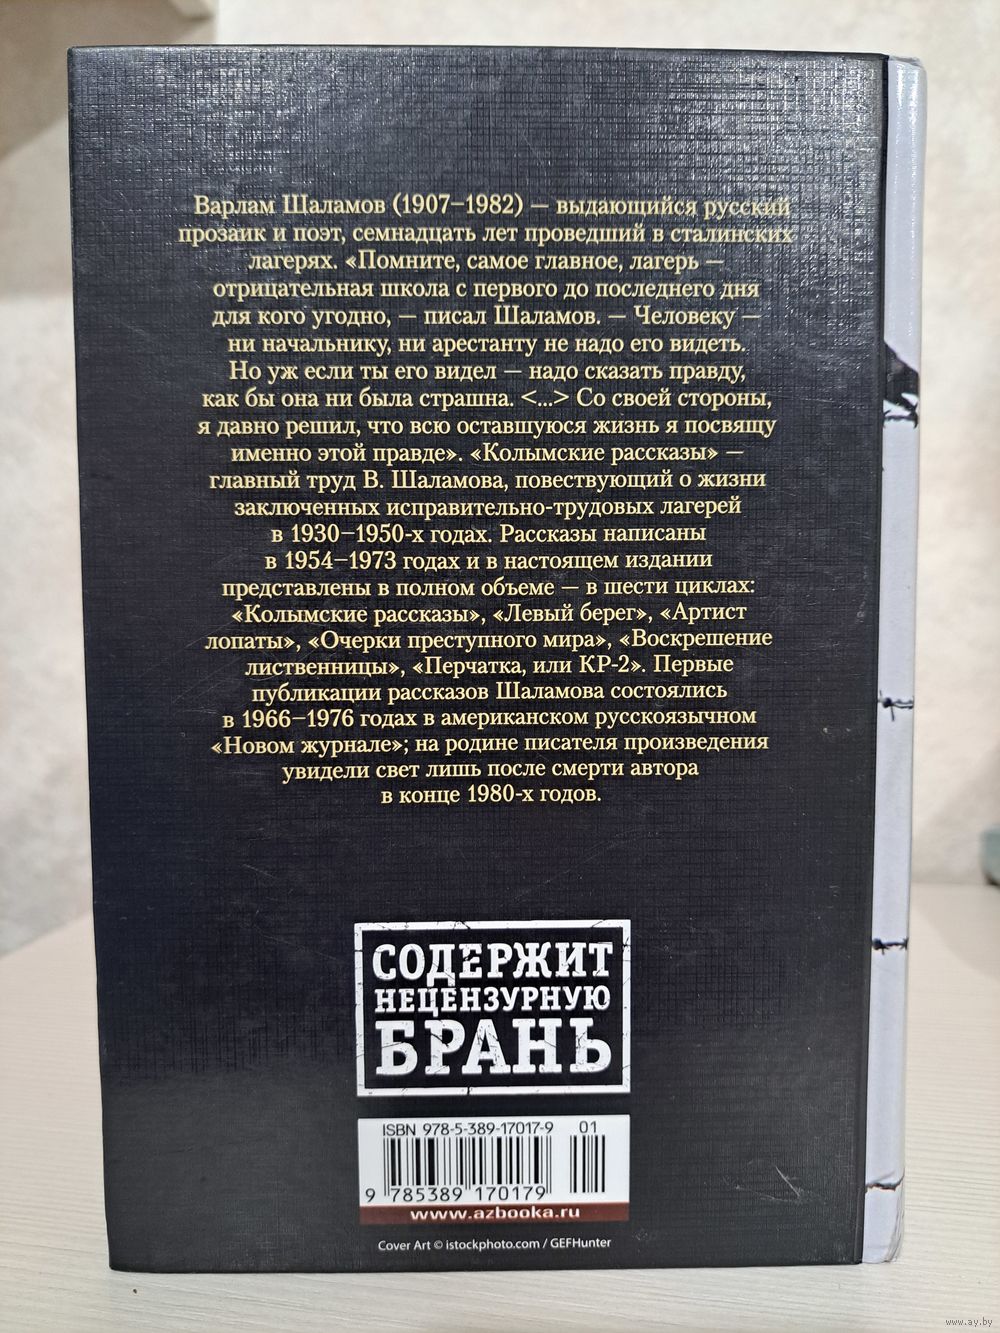 Варлам Шаламов (1907–1982) — выдающийся русский
прозаик и поэт, семнадцать лет проведший в сталинских
лагерях. «Помните, самое главное, лагерь —
отрицательная школа с первого до последнего дня
для кого угодно, — писал Шаламов. — Человеку —
ни начальнику, ни арестанту не надо его видеть.
Но уж если ты его видел — надо сказать правду,
как бы она ни была страшна. <...> Со своей стороны,
я давно решил, что всю оставшуюся жизнь я посвящу
именно этой правде». «Колымские рассказы» —
главный труд В. Шаламова, повествующий о жизни
заключенных исправительно-трудовых лагерей
в 1930–1950-х годах. Рассказы написаны
в 1954–1973 годах и в настоящем издании
представлены в полном объеме — в шести циклах:
«Колымские рассказы», «Левый берег», «Артист
лопаты», «Очерки преступного мира», «Воскрешение
лиственницы», «Перчатка, или КР-2». Первые
публикации рассказов Шаламова состоялись
в 1966–1976 годах в американском русскоязычном
«Новом журнале»; на родине писателя произведения
увидели свет лишь после смерти автора
в конце 1980-х годов.
СОДЕРЖИТ
НЕЦЕНЗУРНУЮ
БРАНЬ
ISBN 978-5-389-17017-9 01
9 785389 170179
www.azbooka.ru
Cover Art © istockphoto.com / GEFHunter
www.ay.by